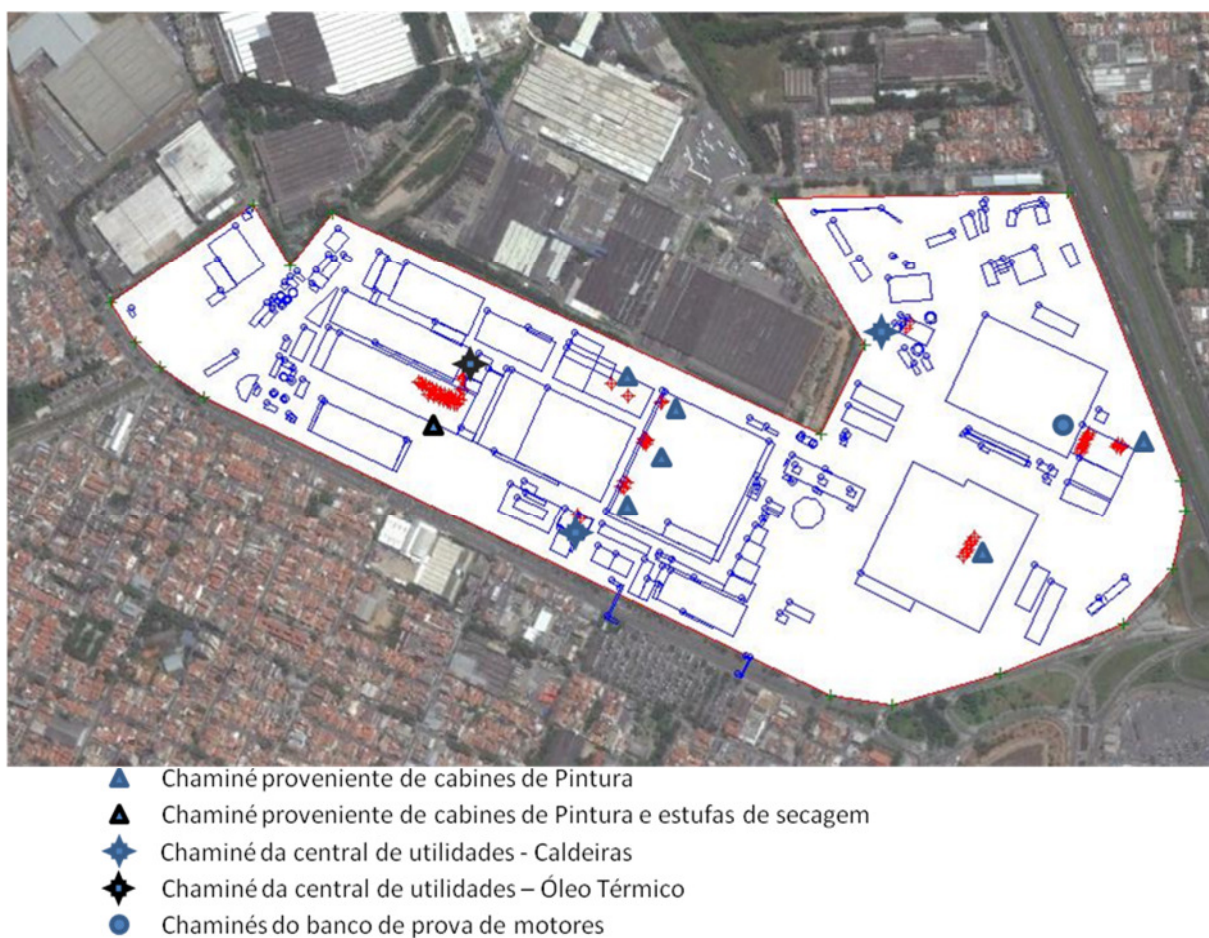 Chaminé proveniente de cabines de Pintura
Chaminé proveniente de cabines de Pintura e estufas de secagem
Chaminé da central de utilidades - Caldeiras
Chaminé da central de utilidades – Óleo Térmico
Chaminés do banco de prova de motores